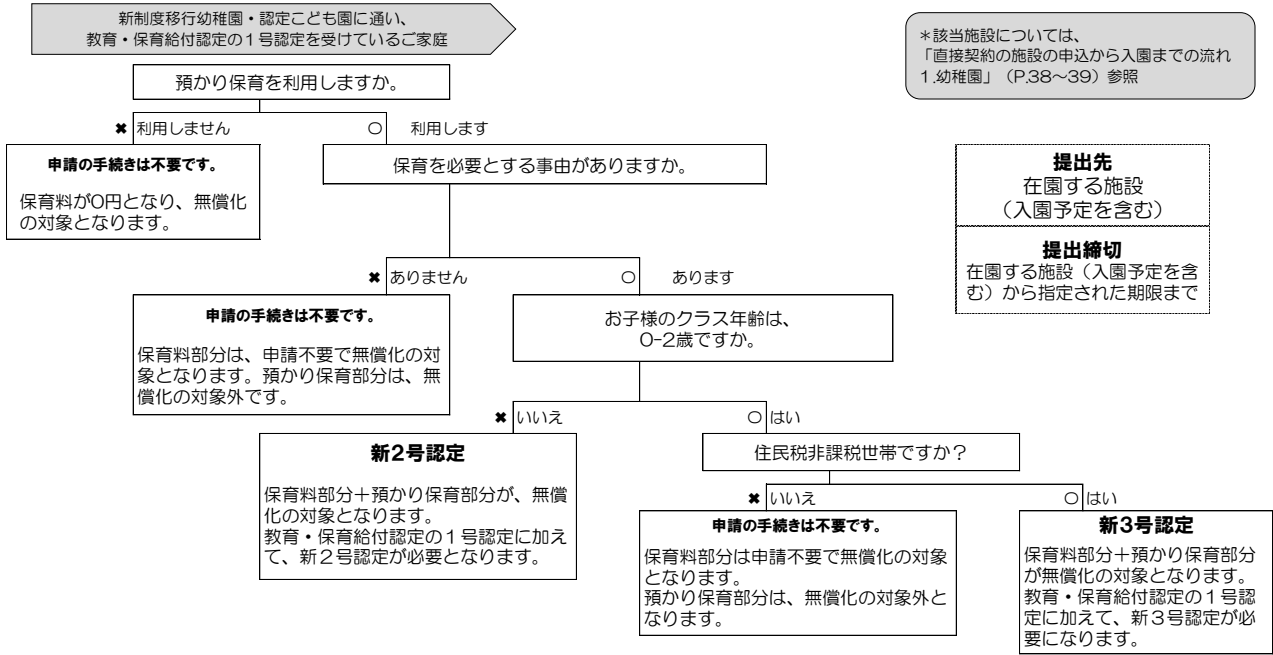 新制度移行幼稚園・認定こども園に通い、
教育・保育給付認定の１号認定を受けているご家庭
＊該当施設については、
「直接契約の施設の申込から入園までの流れ
１.幼稚園」（P.38～39）参照
預かり保育を利用しますか。
✖ 利用しません
○ 利用します
申請の手続きは不要です。
保育料が0円となり、無償化
の対象となります。
保育を必要とする事由がありますか。
提出先
在園する施設
（入園予定を含む）
提出締切
在園する施設（入園予定を含
む）から指定された期限まで
✖ ありません
○ あります
申請の手続きは不要です。
保育料部分は、申請不要で無償化の対
象となります。預かり保育部分は、無
償化の対象外です。
お子様のクラス年齢は、
0-2歳ですか。
✖ いいえ
○ はい
新２号認定
保育料部分＋預かり保育部分が、無償
化の対象となります。
教育・保育給付認定の１号認定に加え
て、新２号認定が必要となります。
住民税非課税世帯ですか？
✖ いいえ
○ はい
申請の手続きは不要です。
保育料部分は申請不要で無償化の対象
となります。
預かり保育部分は、無償化の対象外と
なります。
新３号認定
保育料部分＋預かり保育部分
が無償化の対象となります。
教育・保育給付認定の１号認
定に加えて、新３号認定が必
要になります。